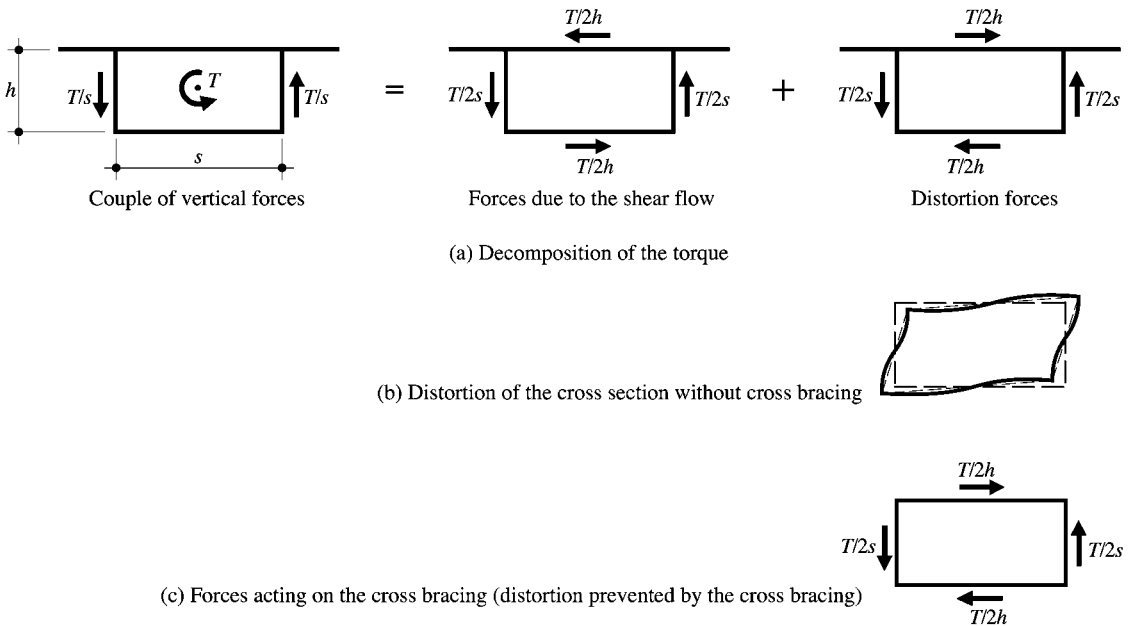 T/2h T/2h
h T/s T T/s = T/2s T/2s + T/2s T/2s
s T/2h T/2h
Couple of vertical forces Forces due to the shear flow Distortion forces
(a) Decomposition of the torque
(b) Distortion of the cross section without cross bracing
T/2h
T/2s T/2s
(c) Forces acting on the cross bracing (distortion prevented by the cross bracing)
T/2h